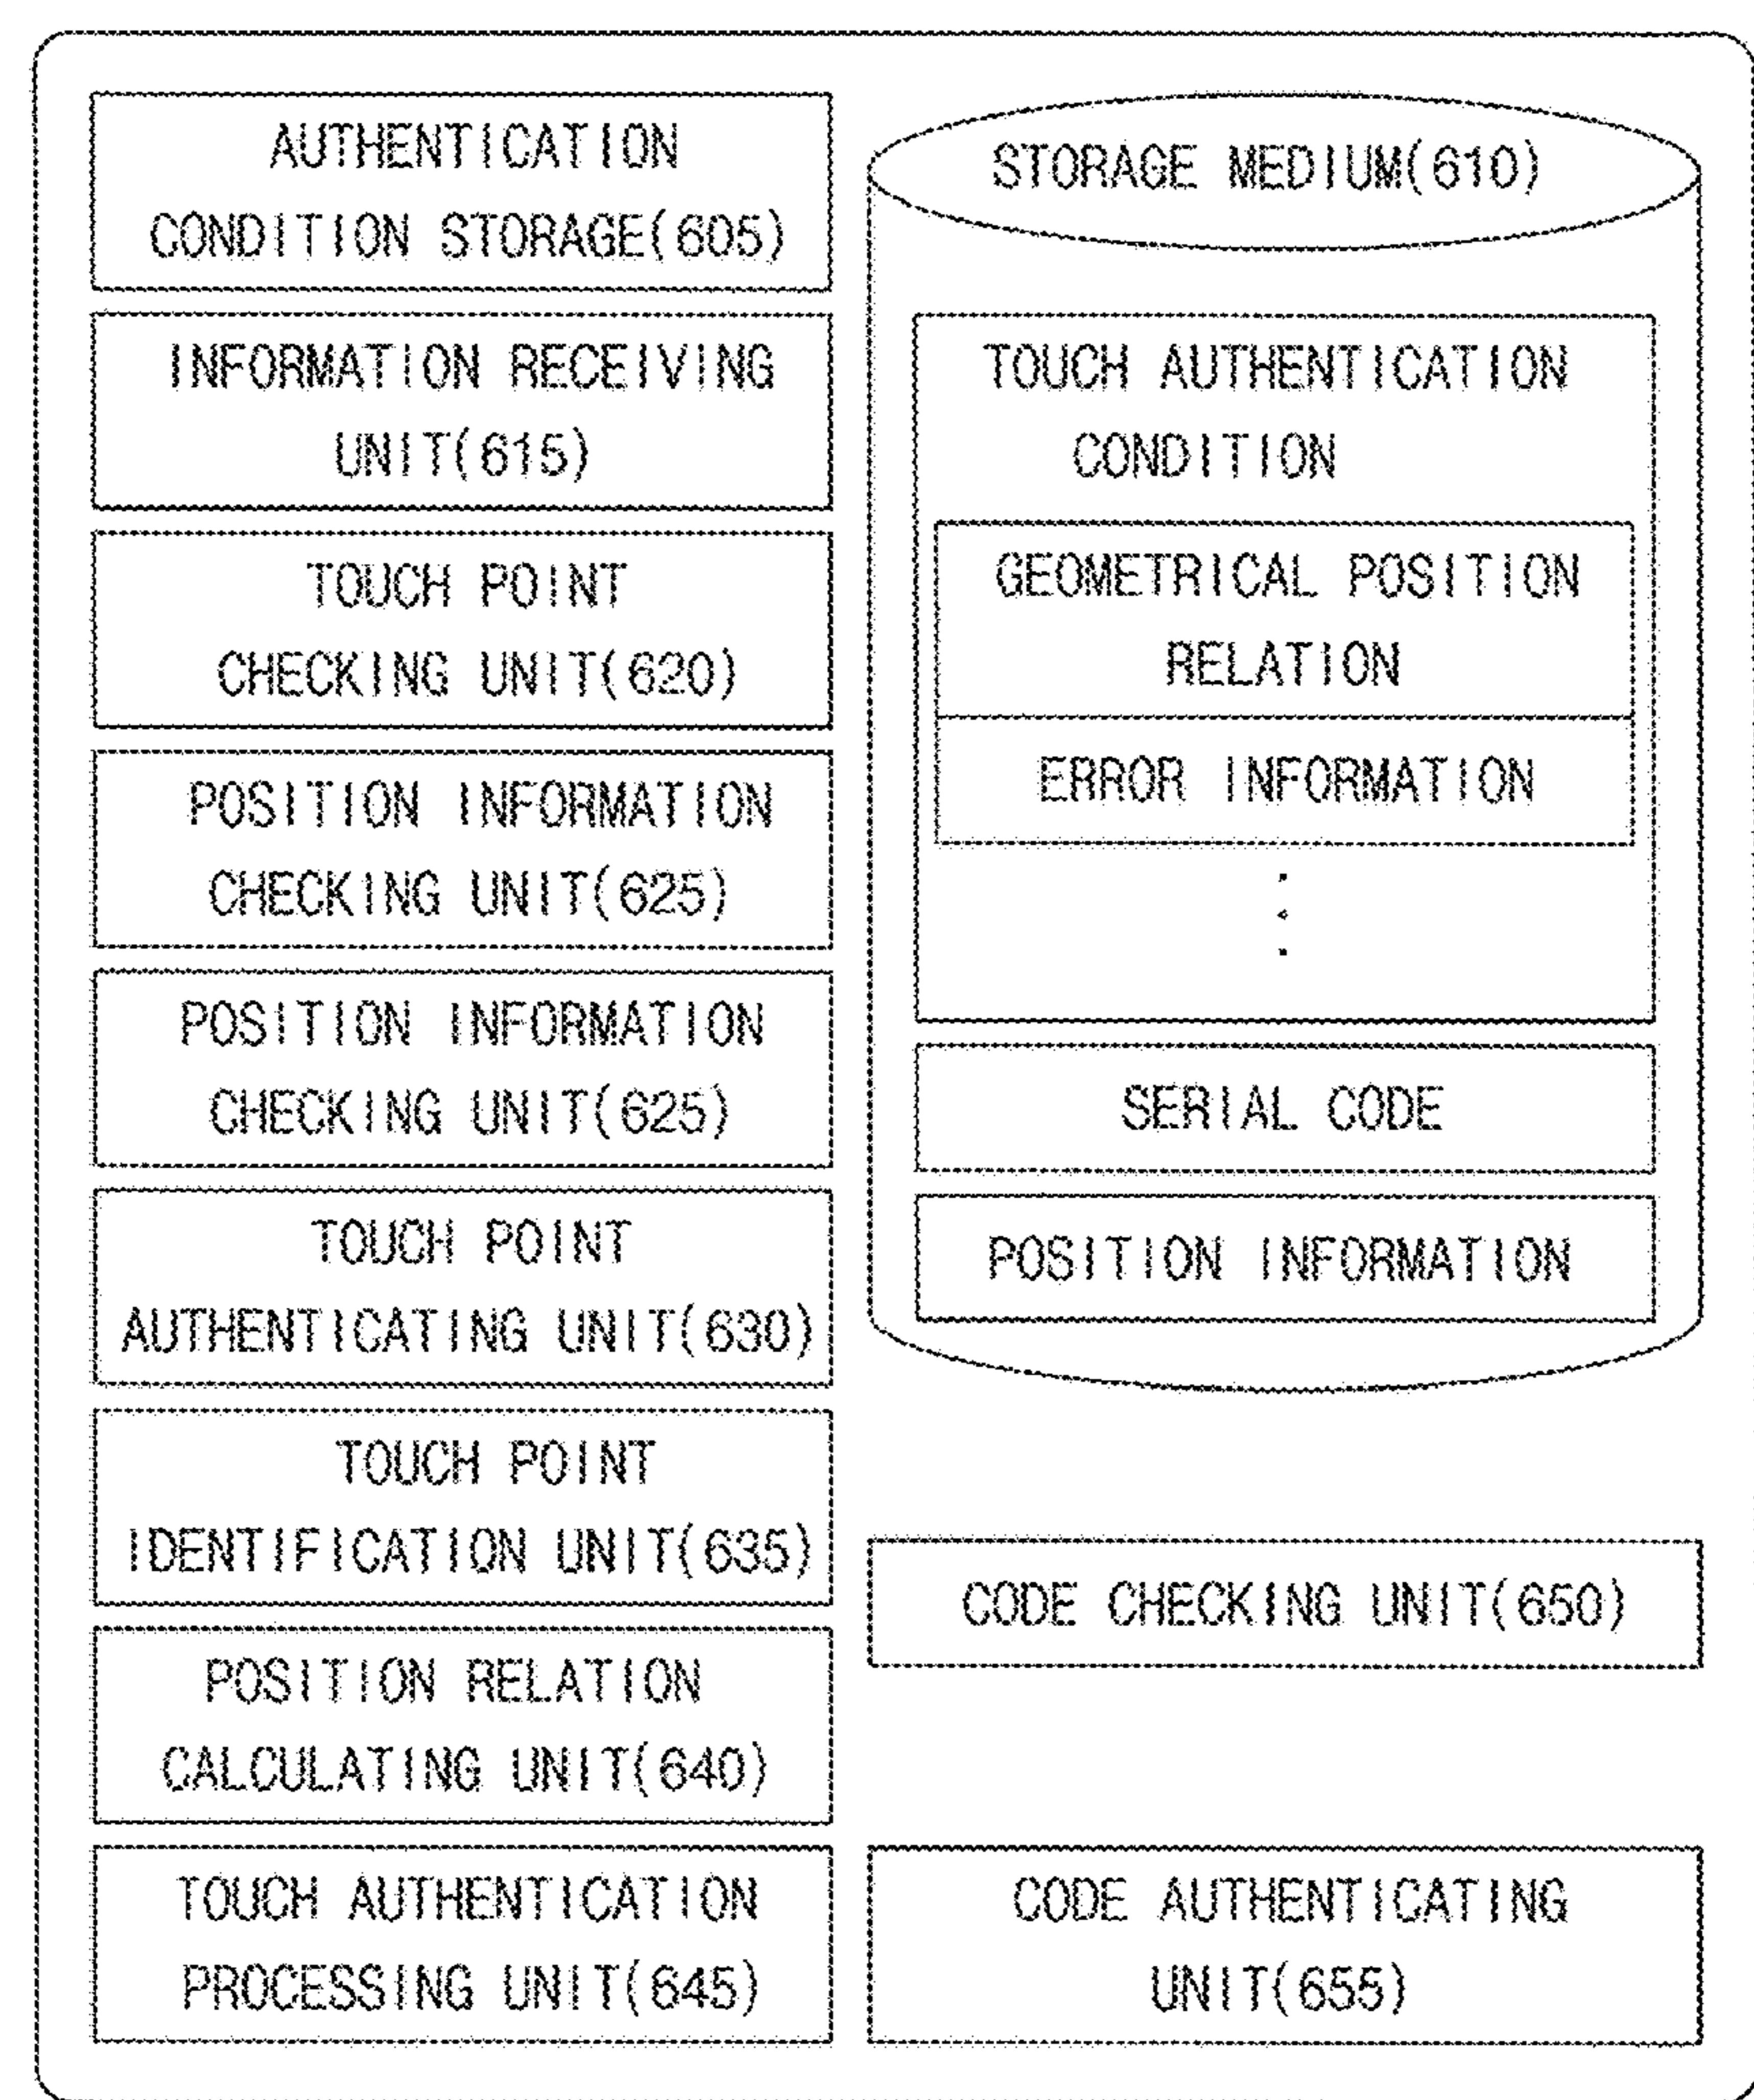 AUTHENTICATION
CONDITION STORAGE(605)
INFORMATION RECEIVING
UNIT(615)
TOUCH POINT
CHECKING UNIT(620)
POSITION INFORMATION
CHECKING UNIT(625)
POSITION INFORMATION
CHECKING UNIT(625)
TOUCH POINT
AUTHENTICATING UNIT(630)
TOUCH POINT
IDENTIFICATION UNIT(635)
POSITION RELATION
CALCULATING UNIT(640)
TOUCH AUTHENTICATION
PROCESSING UNIT(645)
STORAGE MEDIUM(610)
TOUCH AUTHENTICATION
CONDITION
GEOMETRICAL POSITION
RELATION
ERROR INFORMATION
SERIAL CODE
POSITION INFORMATION
CODE CHECKING UNIT(650)
CODE AUTHENTICATING
UNIT(655)